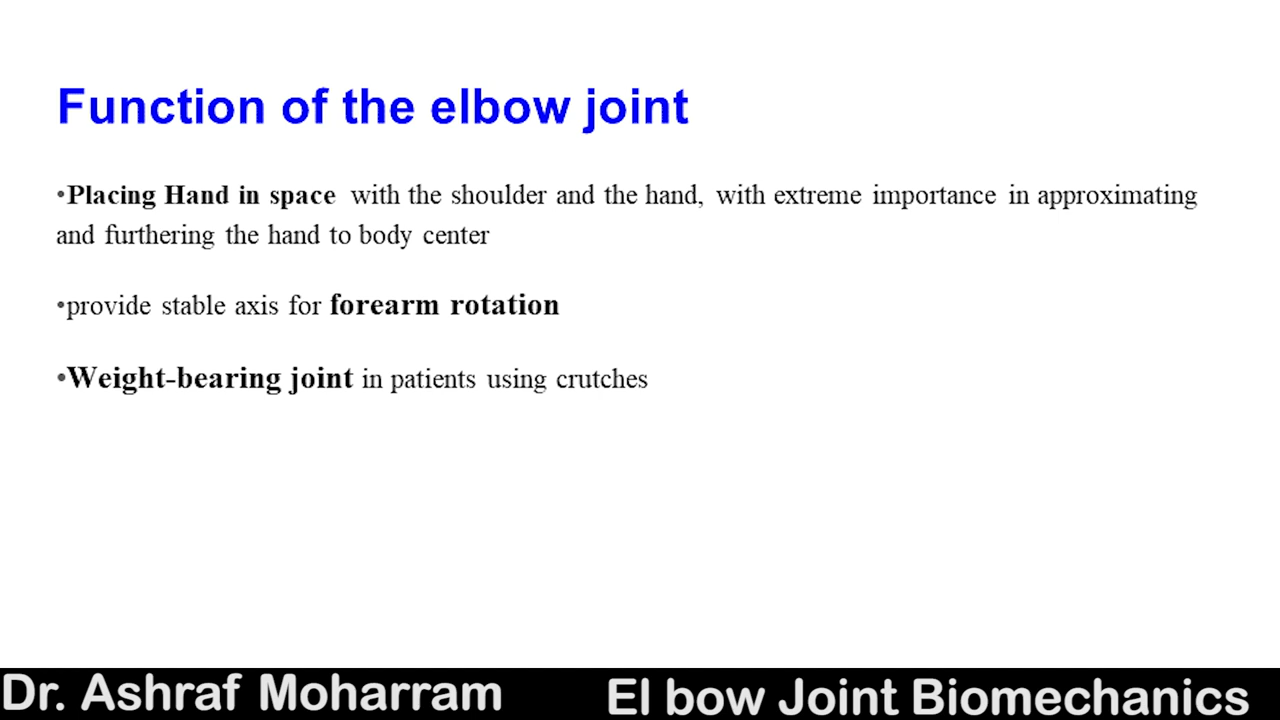 Function of the elbow joint
•Placing Hand in space with the shoulder and the hand, with extreme importance in approximating
and furthering the hand to body center
•provide stable axis for forearm rotation
•Weight-bearing joint in patients using crutches
Dr. Ashraf Moharram
El bow Joint Biomechanics